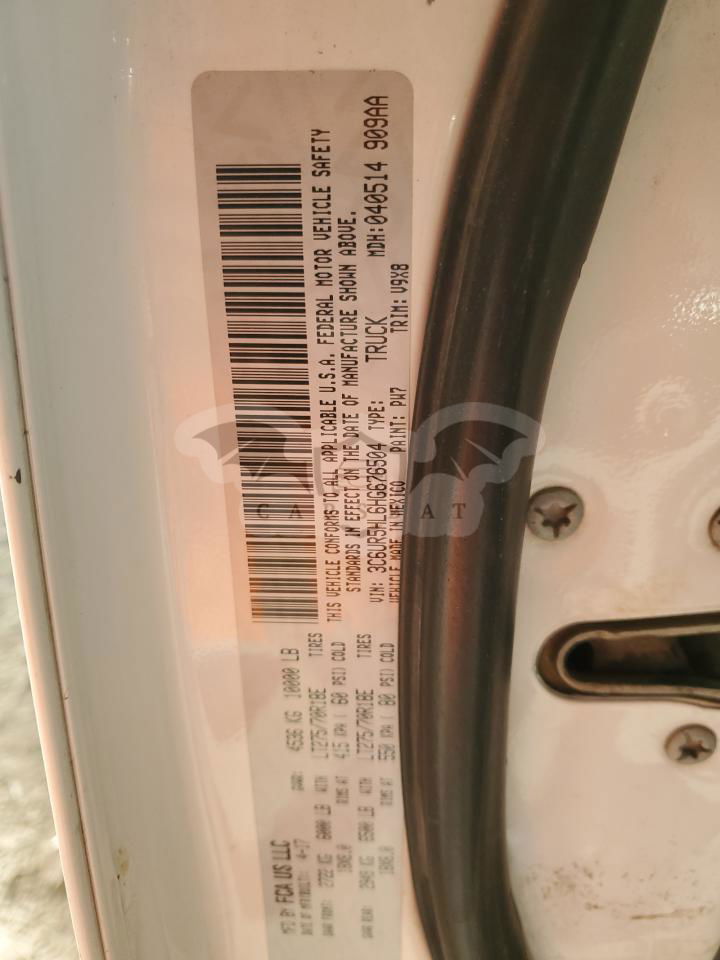 MFD BY FCA US LLC
DATE OF MFR(BUILT): 4-17 GVWR: 4536 KG 10000 LB
GAWR FRONT: 2722 KG 6000 LB WITH LT275/70R18E TIRES
RIMS AT 415 KPA ( 60 PSI) COLD
GAWR REAR: 6500 LB WITH LT275/70R18E TIRES
RIMS AT 550 KPA ( 80 PSI) COLD
THIS VEHICLE CONFORMS TO ALL APPLICABLE U.S.A. FEDERAL MOTOR VEHICLE SAFETY
STANDARDS IN EFFECT ON THE DATE OF MANUFACTURE SHOWN ABOVE.
VIN: 3C6UR5HL6HG676504 TYPE: TRUCK MDH: 040514 909AA
VEHICLE MADE IN MEXICO PAINT: PW7 TRIM: V9X8